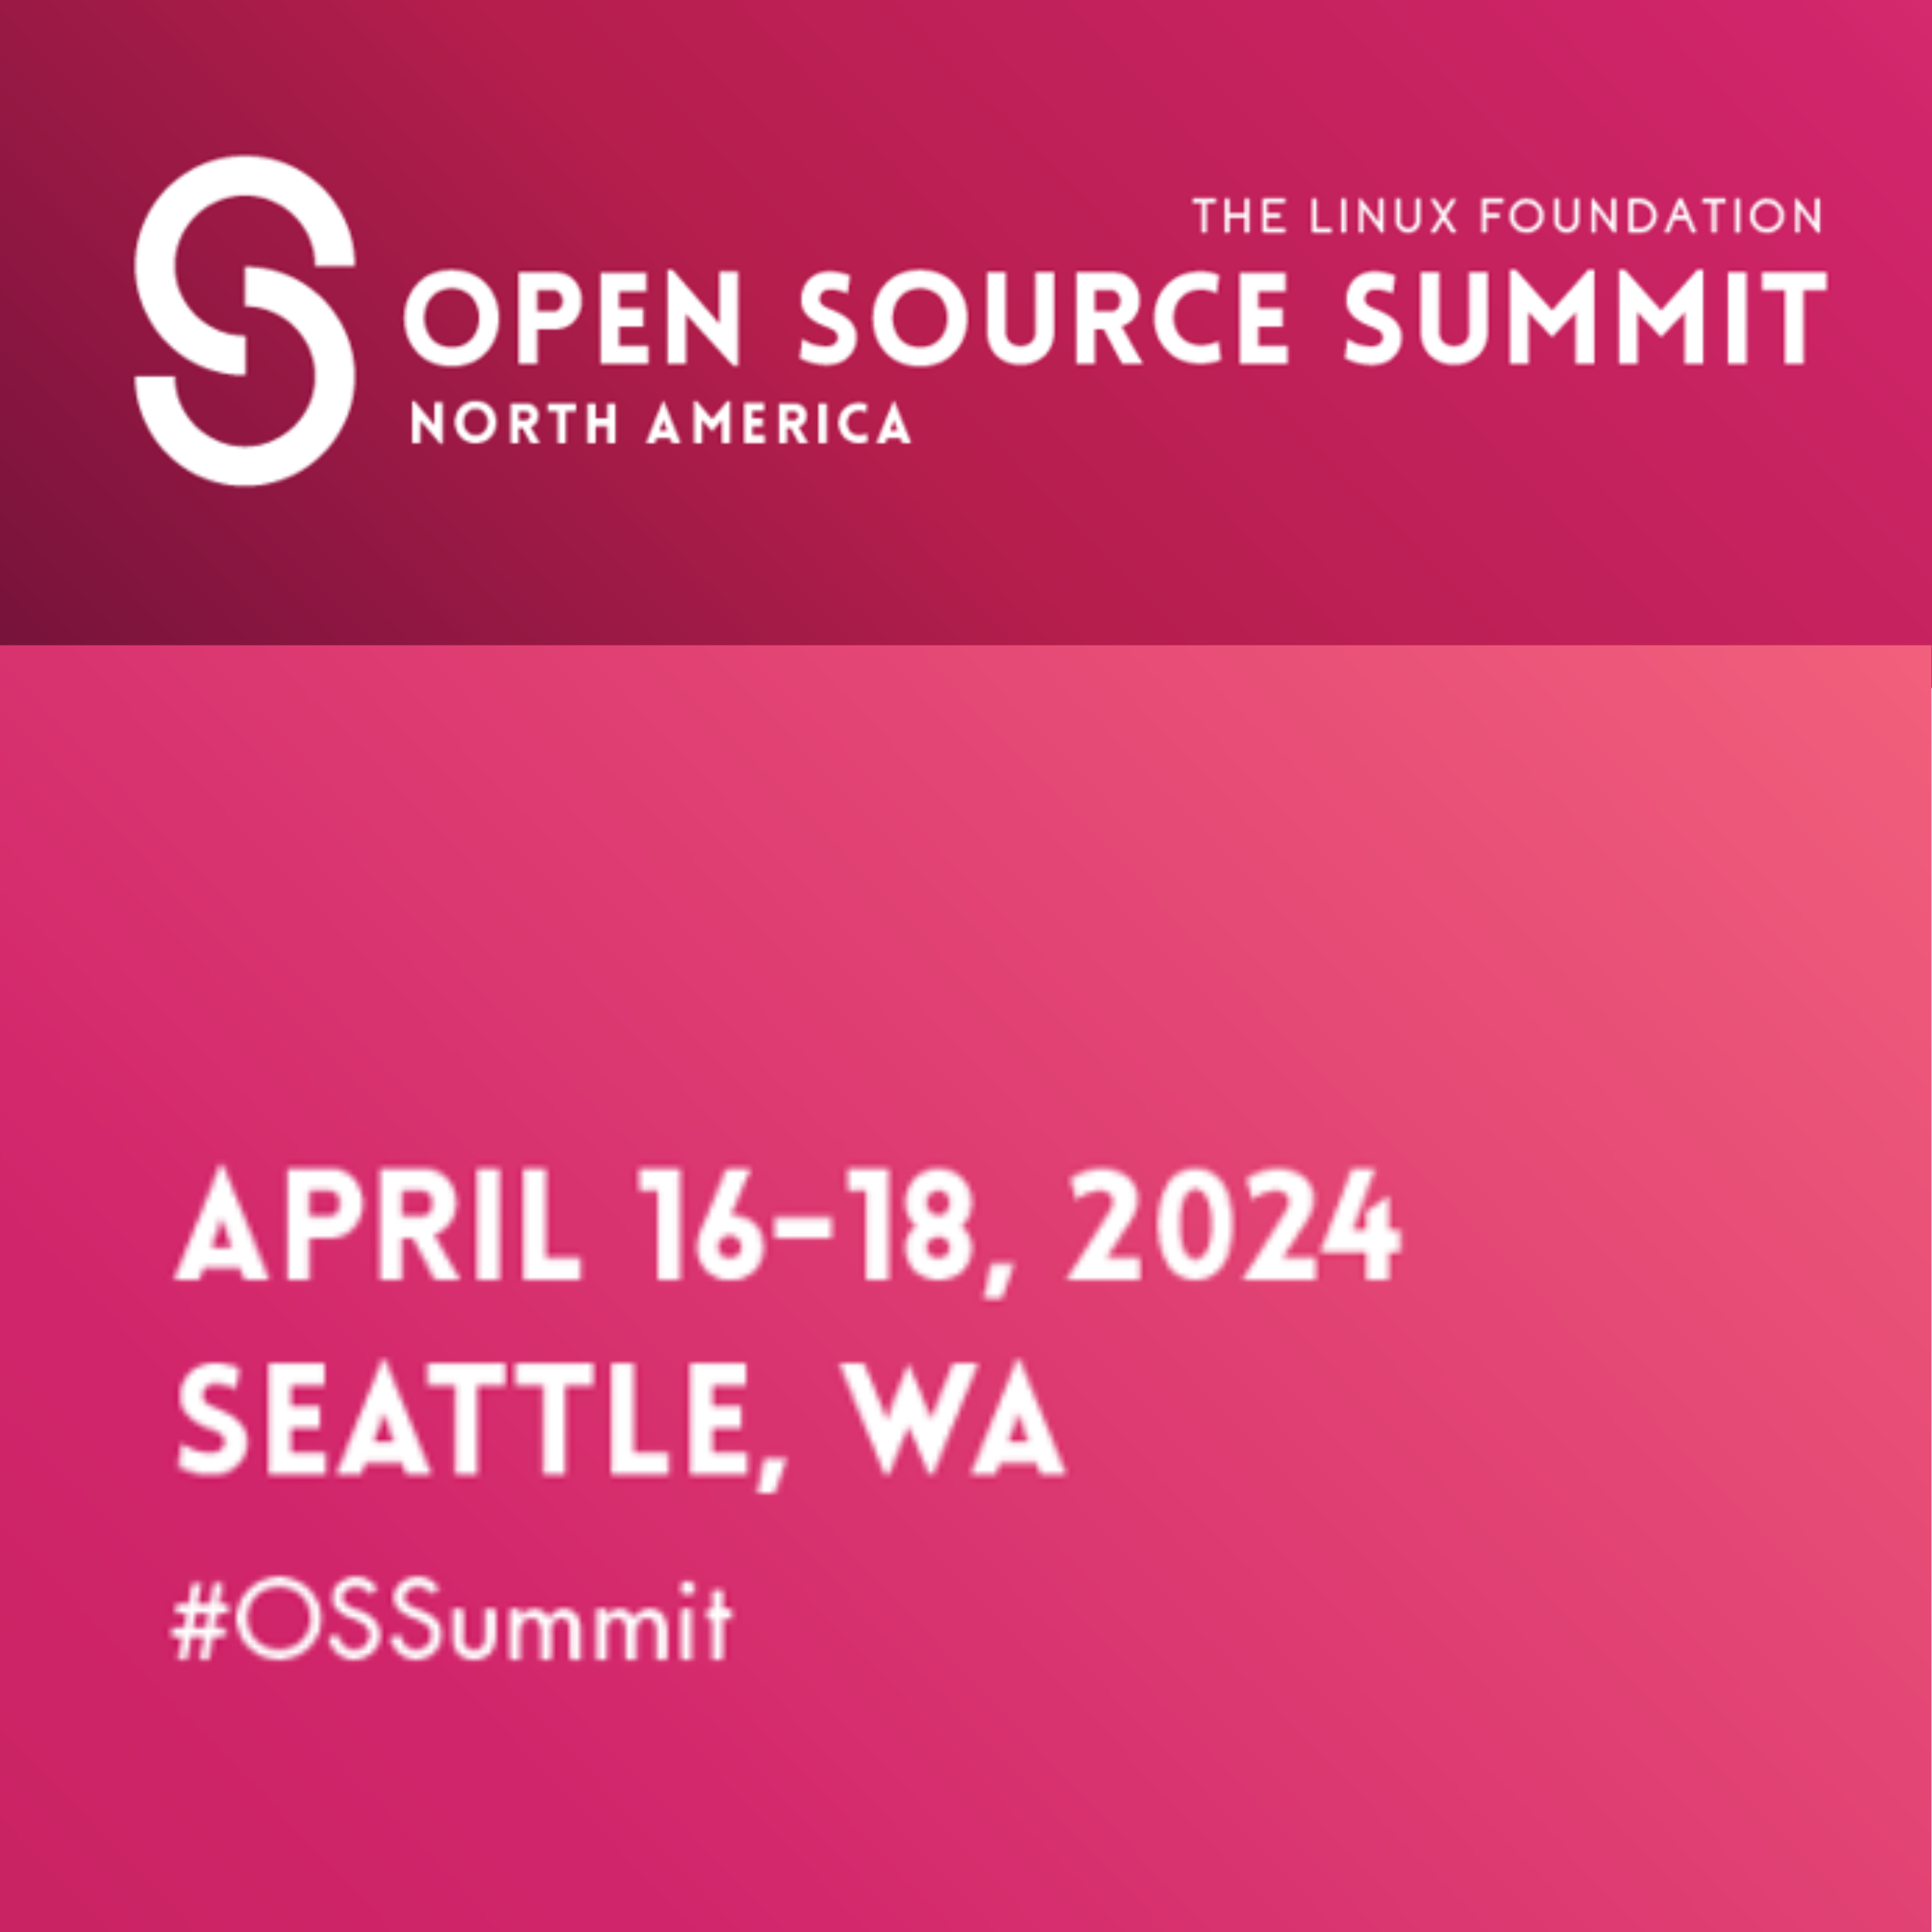 THE LINUX FOUNDATION
OPEN SOURCE SUMMIT
NORTH AMERICA
APRIL 16–18, 2024
SEATTLE, WA
#OSSummit